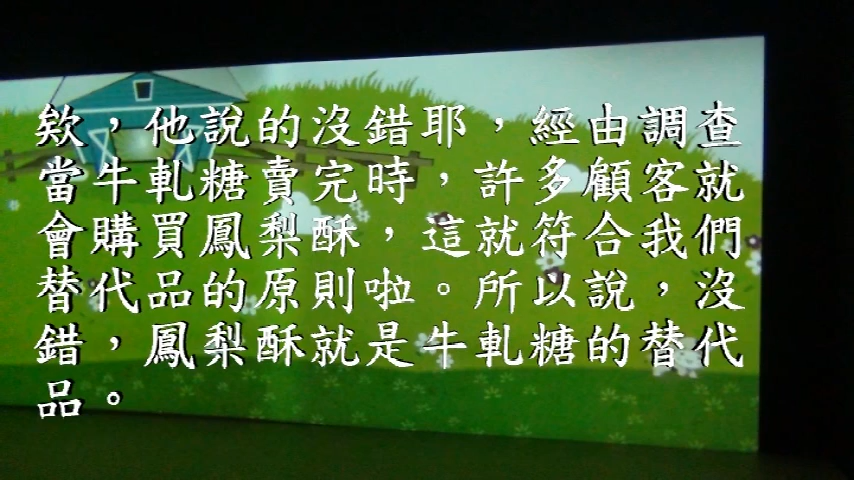 欸，他說的沒錯耶，經由調查
當牛軋糖賣完時，許多顧客就
會購買鳳梨酥，這就符合我們
替代品的原則啦。所以說，沒
錯，鳳梨酥就是牛軋糖的替代
品。